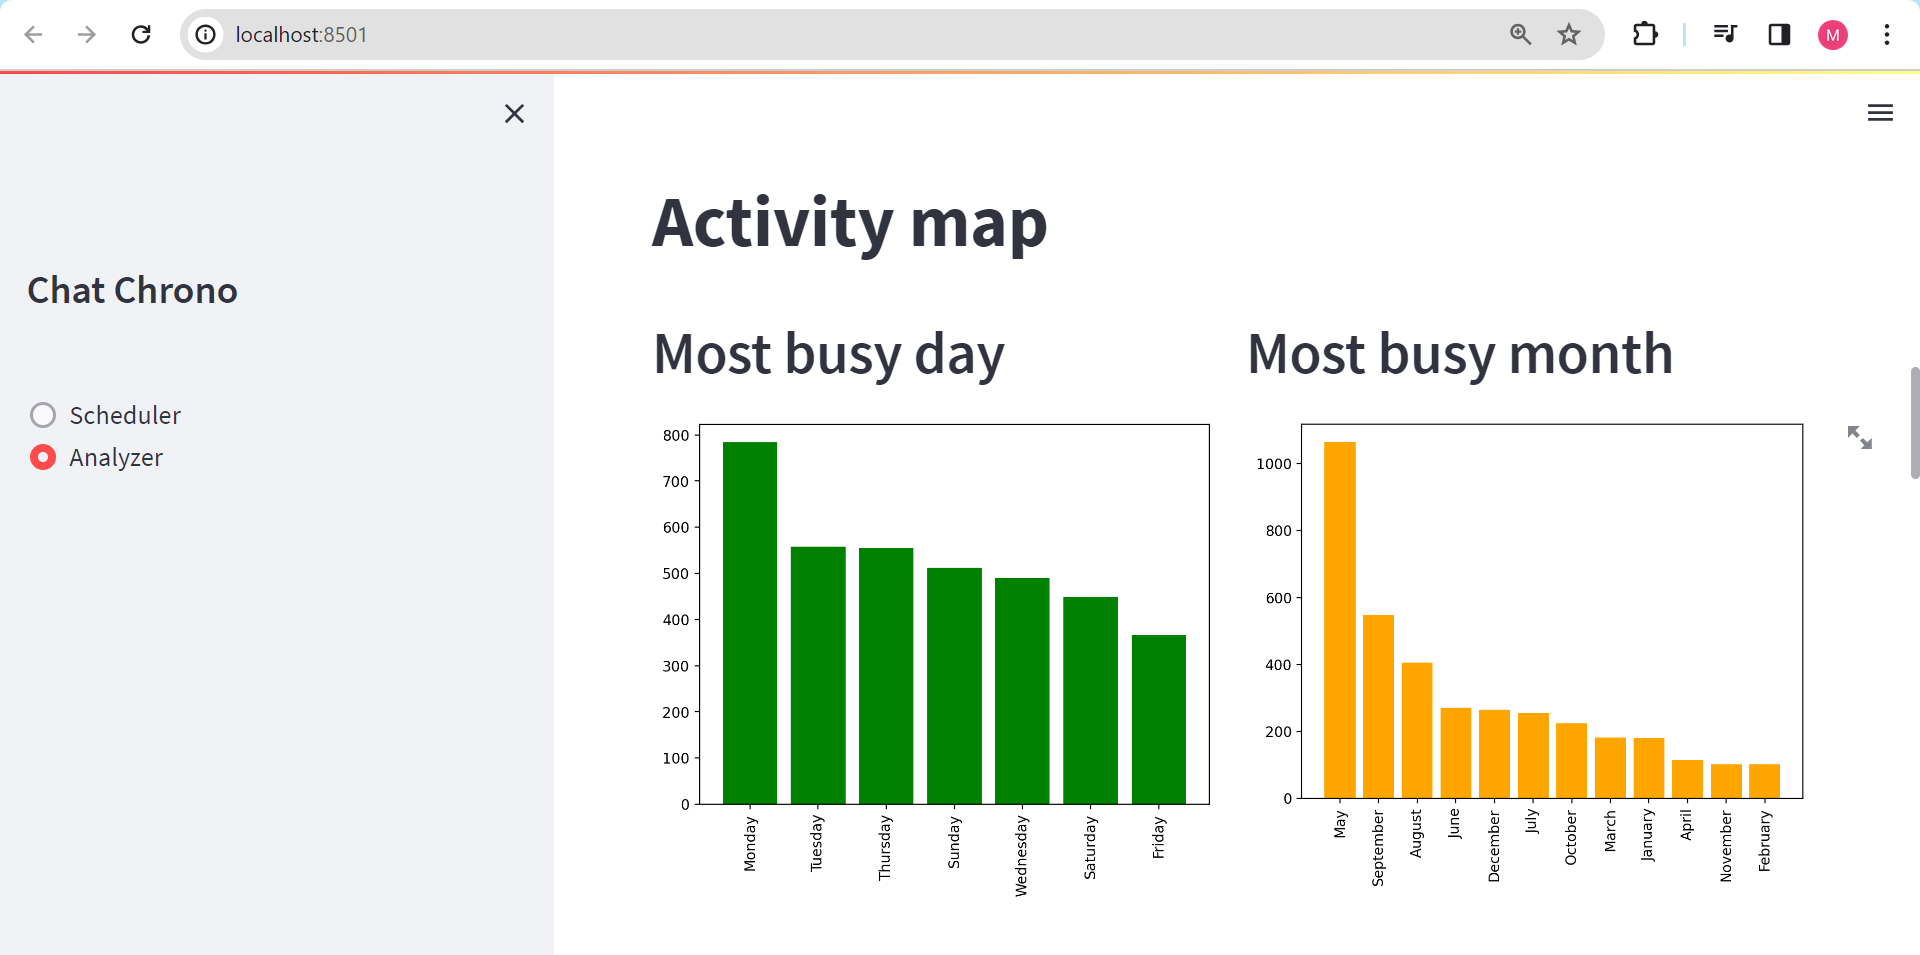 localhost:8501
M
Chat Chrono
Scheduler
Analyzer
Activity map
Most busy day
800
700
600
500
400
300
200
100
0
Monday
Tuesday
Thursday
Sunday
Wednesday
Saturday
Friday
Most busy month
1000
800
600
400
200
0
May
September
August
June
December
July
October
March
January
April
November
February